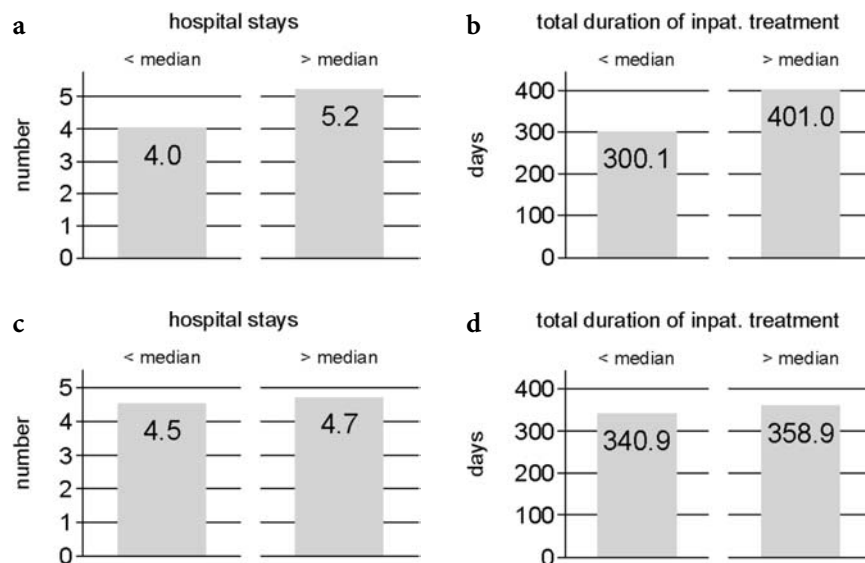 a
hospital stays
< median
> median
number
5
4
3
2
1
0
4.0
5.2
b
total duration of inpat. treatment
< median
> median
days
400
300
200
100
0
300.1
401.0
c
hospital stays
< median
> median
number
5
4
3
2
1
0
4.5
4.7
d
total duration of inpat. treatment
< median
> median
days
400
300
200
100
0
340.9
358.9